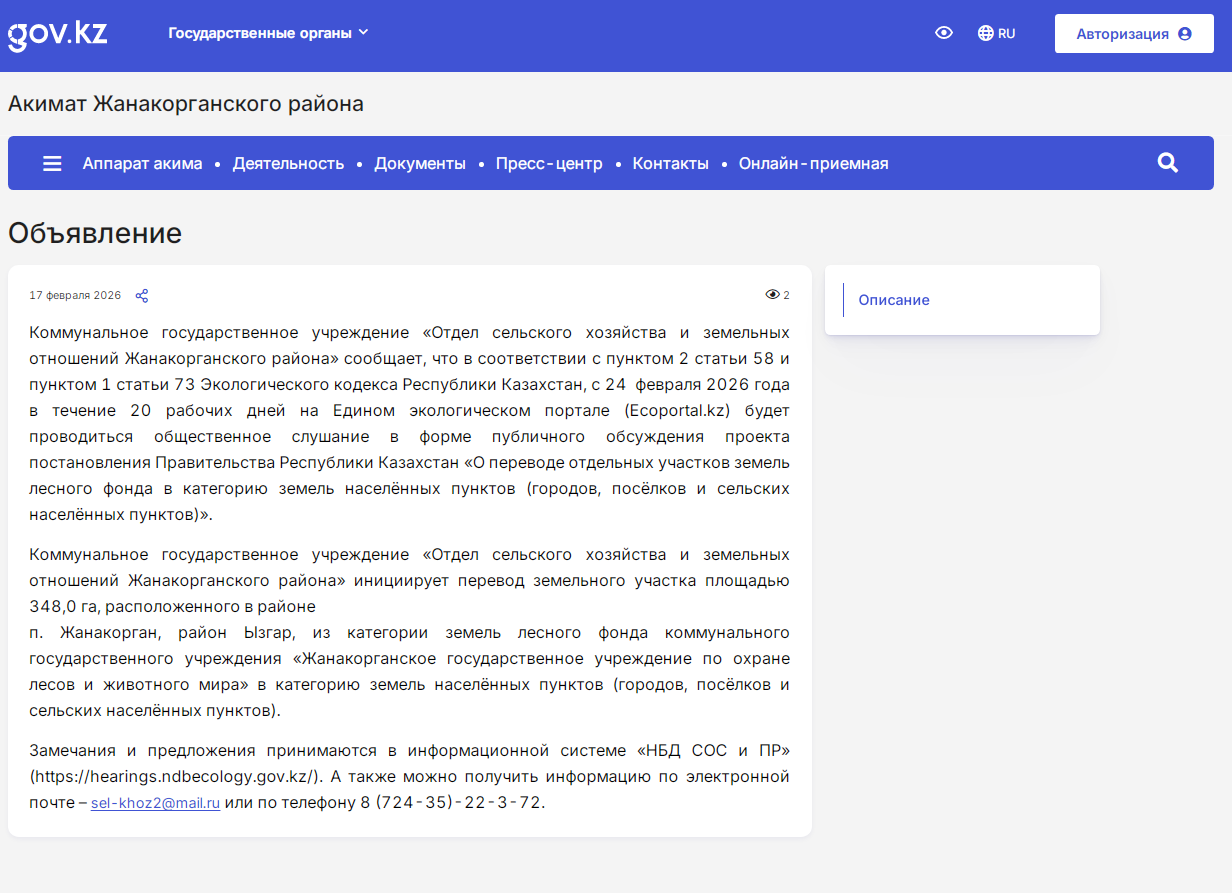 gov.kz
Государственные органы
RU
Авторизация
Акимат Жанакорганского района
Аппарат акима • Деятельность • Документы • Пресс-центр • Контакты • Онлайн-приемная
Объявление
17 февраля 2026
2
Описание
Коммунальное государственное учреждение «Отдел сельского хозяйства и земельных
отношений Жанакорганского района» сообщает, что в соответствии с пунктом 2 статьи 58 и
пунктом 1 статьи 73 Экологического кодекса Республики Казахстан, с 24 февраля 2026 года
в течение 20 рабочих дней на Едином экологическом портале (Ecoportal.kz) будет
проводиться общественное слушание в форме публичного обсуждения проекта
постановления Правительства Республики Казахстан «О переводе отдельных участков земель
лесного фонда в категорию земель населённых пунктов (городов, посёлков и сельских
населённых пунктов)».
Коммунальное государственное учреждение «Отдел сельского хозяйства и земельных
отношений Жанакорганского района» инициирует перевод земельного участка площадью
348,0 га, расположенного в районе
п. Жанакорган, район Ызгар, из категории земель лесного фонда коммунального
государственного учреждения «Жанакорганское государственное учреждение по охране
лесов и животного мира» в категорию земель населённых пунктов (городов, посёлков и
сельских населённых пунктов).
Замечания и предложения принимаются в информационной системе «НБД СОС и ПР»
(https://hearings.ndbecology.gov.kz/). А также можно получить информацию по электронной
почте – sel-khoz2@mail.ru или по телефону 8 (724-35)-22-3-72.